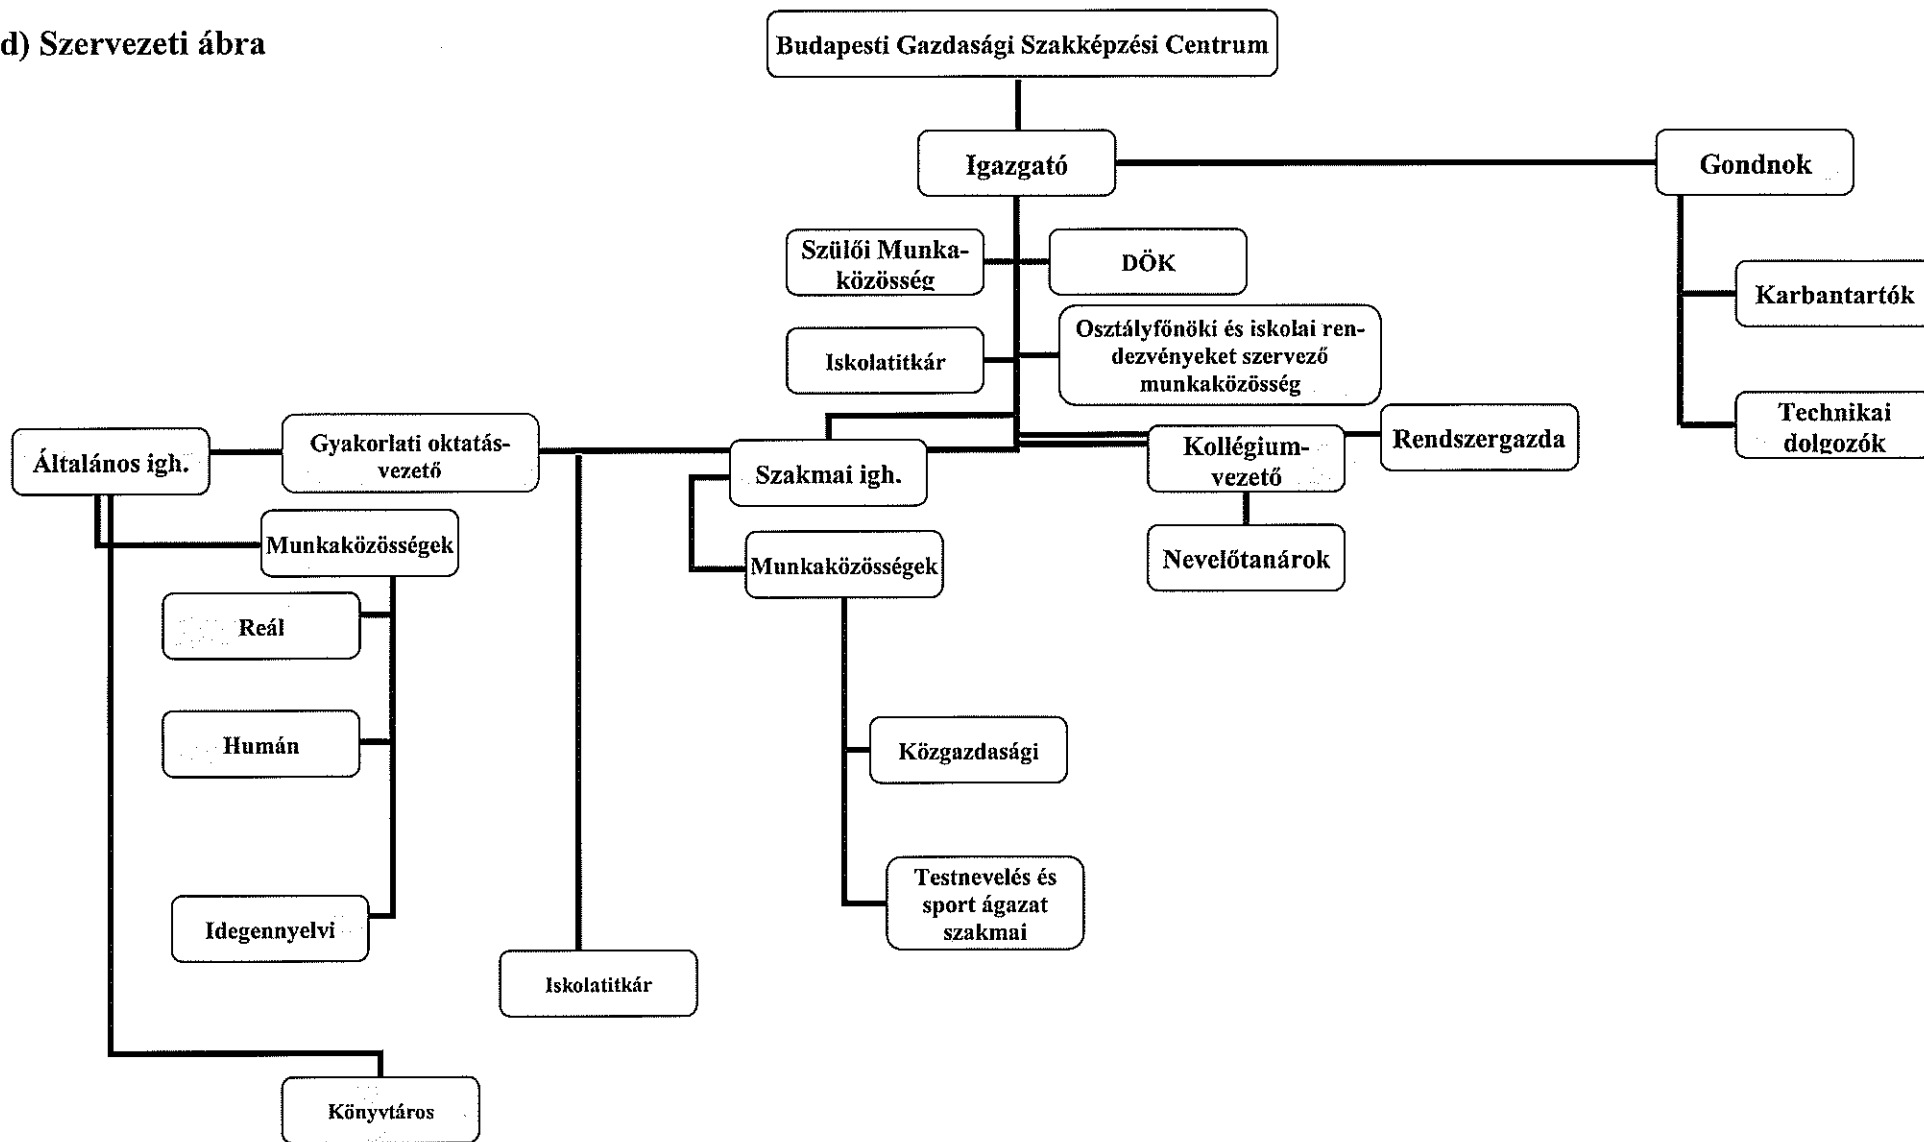 d) Szervezeti ábra
Budapesti Gazdasági Szakképzési Centrum
Igazgató
Gondnok
Szülői Munka-
közösség
DÖK
Karbantartók
Iskolatitkár
Osztályfőnöki és iskolai ren-
dezvényeket szervező
munkaközösség
Technikai
dolgozók
Általános igh.
Gyakorlati oktatás-
vezető
Szakmai igh.
Kollégium-
vezető
Rendszergazda
Munkaközösségek
Munkaközösségek
Nevelőtanárok
Reál
Humán
Közgazdasági
Idegennyelvi
Testnevelés és
sport ágazat
szakmai
Iskolatitkár
Könyvtáros